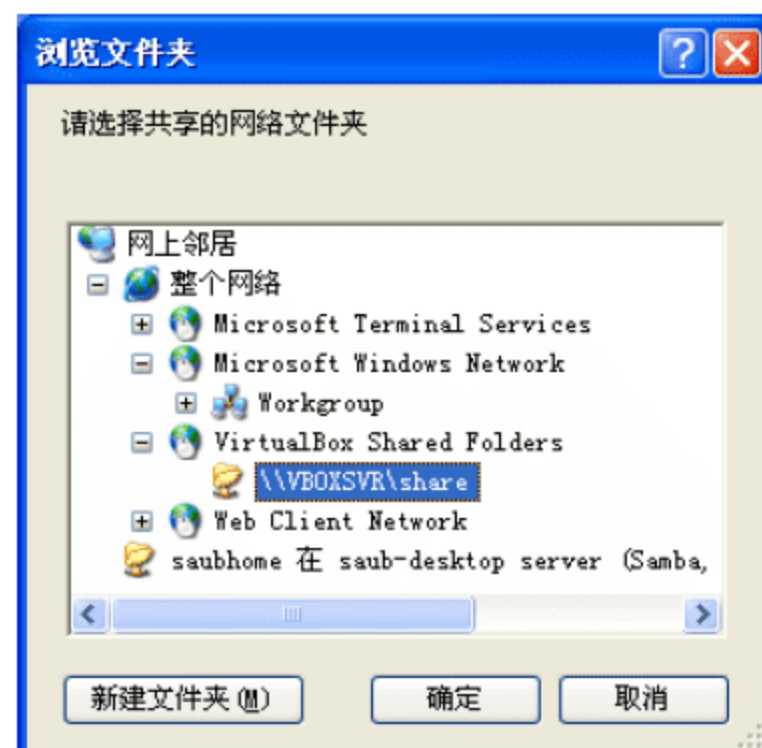 浏览文件夹
请选择共享的网络文件夹
网上邻居
整个网络
Microsoft Terminal Services
Microsoft Windows Network
Workgroup
VirtualBox Shared Folders
\\VBOXSVR\share
Web Client Network
saubhome 在 saub-desktop server (Samba,
新建文件夹(M) 确定 取消